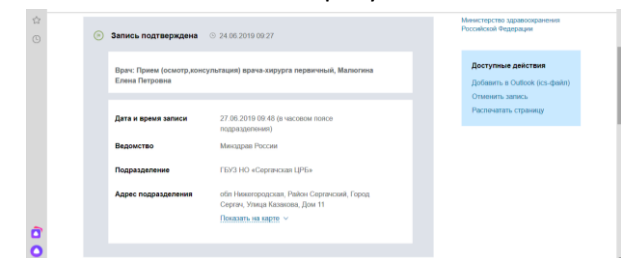 Запись подтверждена 24.06.2019 09:27
Врач: Прием (осмотр,консультация) врача-хирурга первичный, Малюгина
Елена Петровна
Дата и время записи 27.06.2019 09:48 (в часовом поясе
подразделения)
Ведомство Минздрав России
Подразделение ГБУЗ НО «Сергачская ЦРБ»
Адрес подразделения обл Нижегородская, Район Сергачский, Город
Сергач, Улица Казакова, Дом 11
Показать на карте
Министерство здравоохранения
Российской Федерации
Доступные действия
Добавить в Outlook (ics-файл)
Отменить запись
Распечатать страницу